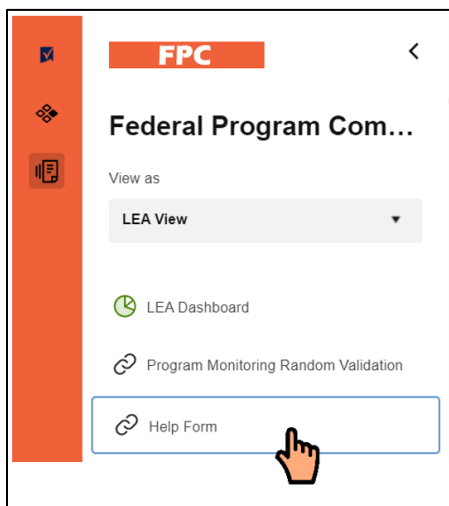 FPC
Federal Program Com...
View as
LEA View
LEA Dashboard
Program Monitoring Random Validation
Help Form